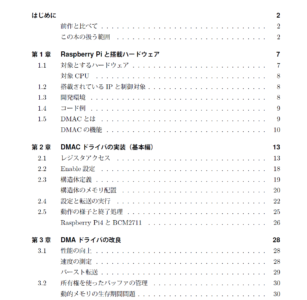 はじめに 2
前作と比べて 2
この本の扱う範囲 2
第1章 Raspberry Pi と搭載ハードウェア 7
1.1 対象とするハードウェア 7
対象 CPU 8
1.2 搭載されている IP と制御対象 8
1.3 開発環境 8
1.4 コード例 9
1.5 DMAC とは 9
DMAC の機能 10
第2章 DMAC ドライバの実装（基本編） 13
2.1 レジスタアクセス 13
2.2 Enable 設定 18
2.3 構造体定義 19
構造体のメモリ配置 20
2.4 設定と転送の実行 22
2.5 動作の様子と終了処理 25
Raspberry Pi4 と BCM2711 26
第3章 DMA ドライバの改良 28
3.1 性能の向上 28
速度の測定 28
バースト転送 29
3.2 所有権を使ったバッファの管理 30
動的メモリの生存期間問題 30